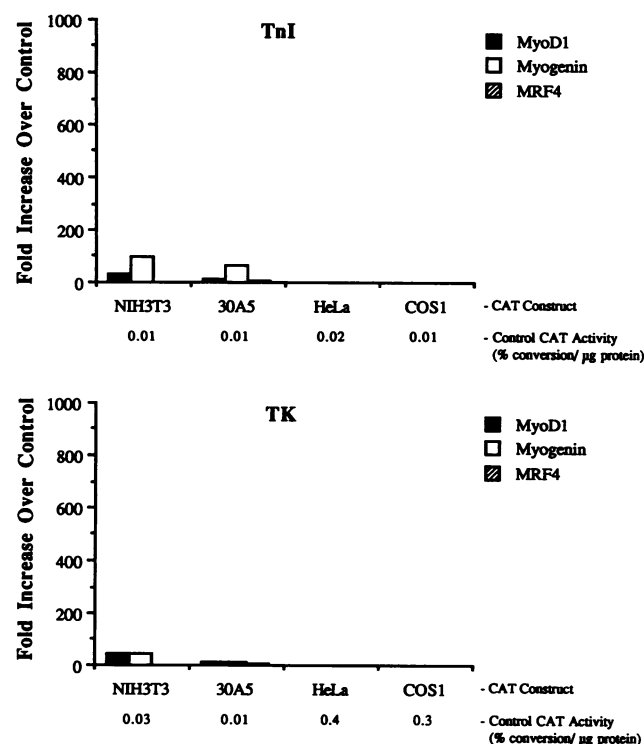 TnI
Fold Increase Over Control
1000
800
600
400
200
0
MyoD1
Myogenin
MRF4
NIH3T3 30A5 HeLa COS1 - CAT Construct
0.01 0.01 0.02 0.01 - Control CAT Activity
(% conversion/ µg protein)
TK
Fold Increase Over Control
1000
800
600
400
200
0
MyoD1
Myogenin
MRF4
NIH3T3 30A5 HeLa COS1 - CAT Construct
0.03 0.01 0.4 0.3 - Control CAT Activity
(% conversion/ µg protein)